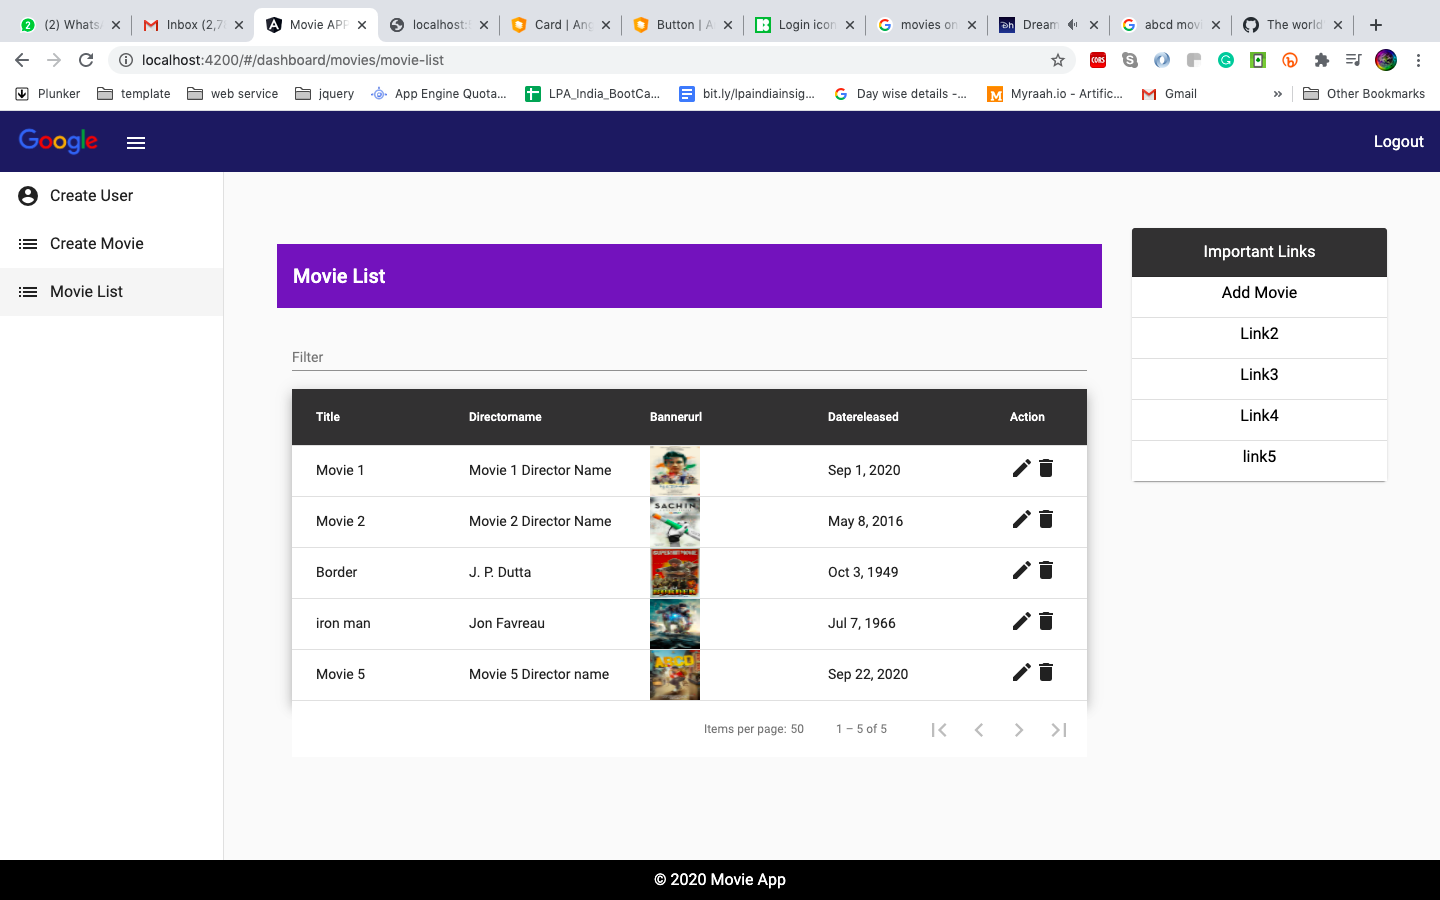 (2) Whats
Inbox (2,7
Movie APP
localhost:
Card | Ang
Button | A
Login icon
movies on
Dream
abcd mov
The world
localhost:4200/#/dashboard/movies/movie-list
CORS
Plunker
template
web service
jquery
App Engine Quota...
LPA_India_BootCa...
bit.ly/lpaindiainsig...
Day wise details -...
Myraah.io - Artific...
Gmail
»
Other Bookmarks
Google
Logout
Create User
Create Movie
Movie List
Movie List
Filter
Title Directorname Bannerurl Datereleased Action
Movie 1 Movie 1 Director Name Sep 1, 2020
Movie 2 Movie 2 Director Name SACHIN May 8, 2016
Border J. P. Dutta BORDER Oct 3, 1949
iron man Jon Favreau Jul 7, 1966
Movie 5 Movie 5 Director name ABCD Sep 22, 2020
Items per page: 50 1 – 5 of 5
Important Links
Add Movie
Link2
Link3
Link4
link5
© 2020 Movie App